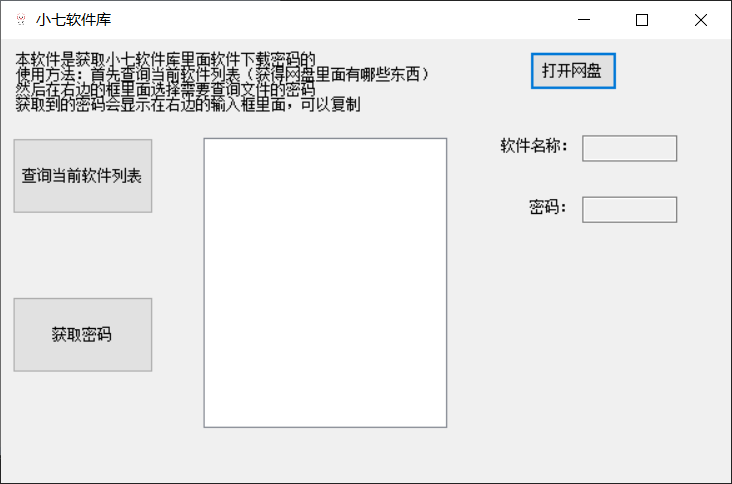 小七软件库
本软件是获取小七软件库里面软件下载密码的
使用方法：首先查询当前软件列表（获得网盘里面有哪些东西）
然后在右边的框里面选择需要查询文件的密码
获取到的密码会显示在右边的输入框里面，可以复制
打开网盘
软件名称：
查询当前软件列表
密码：
获取密码